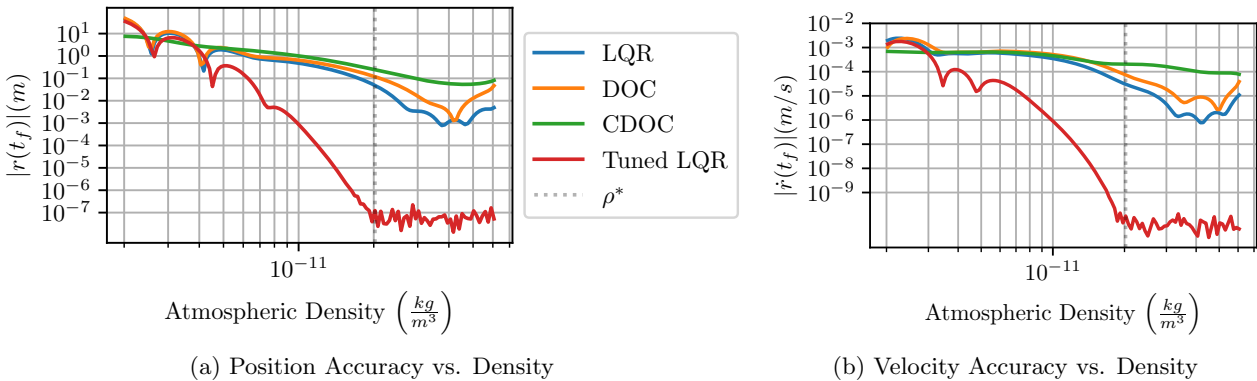 |r(t_f)|(m)
10^1
10^0
10^{-1}
10^{-2}
10^{-3}
10^{-4}
10^{-5}
10^{-6}
10^{-7}
10^{-11}
Atmospheric Density (kg/m^3)
(a) Position Accuracy vs. Density
LQR
DOC
CDOC
Tuned LQR
ρ*
|ṙ(t_f)|(m/s)
10^{-2}
10^{-3}
10^{-4}
10^{-5}
10^{-6}
10^{-7}
10^{-8}
10^{-9}
10^{-11}
Atmospheric Density (kg/m^3)
(b) Velocity Accuracy vs. Density